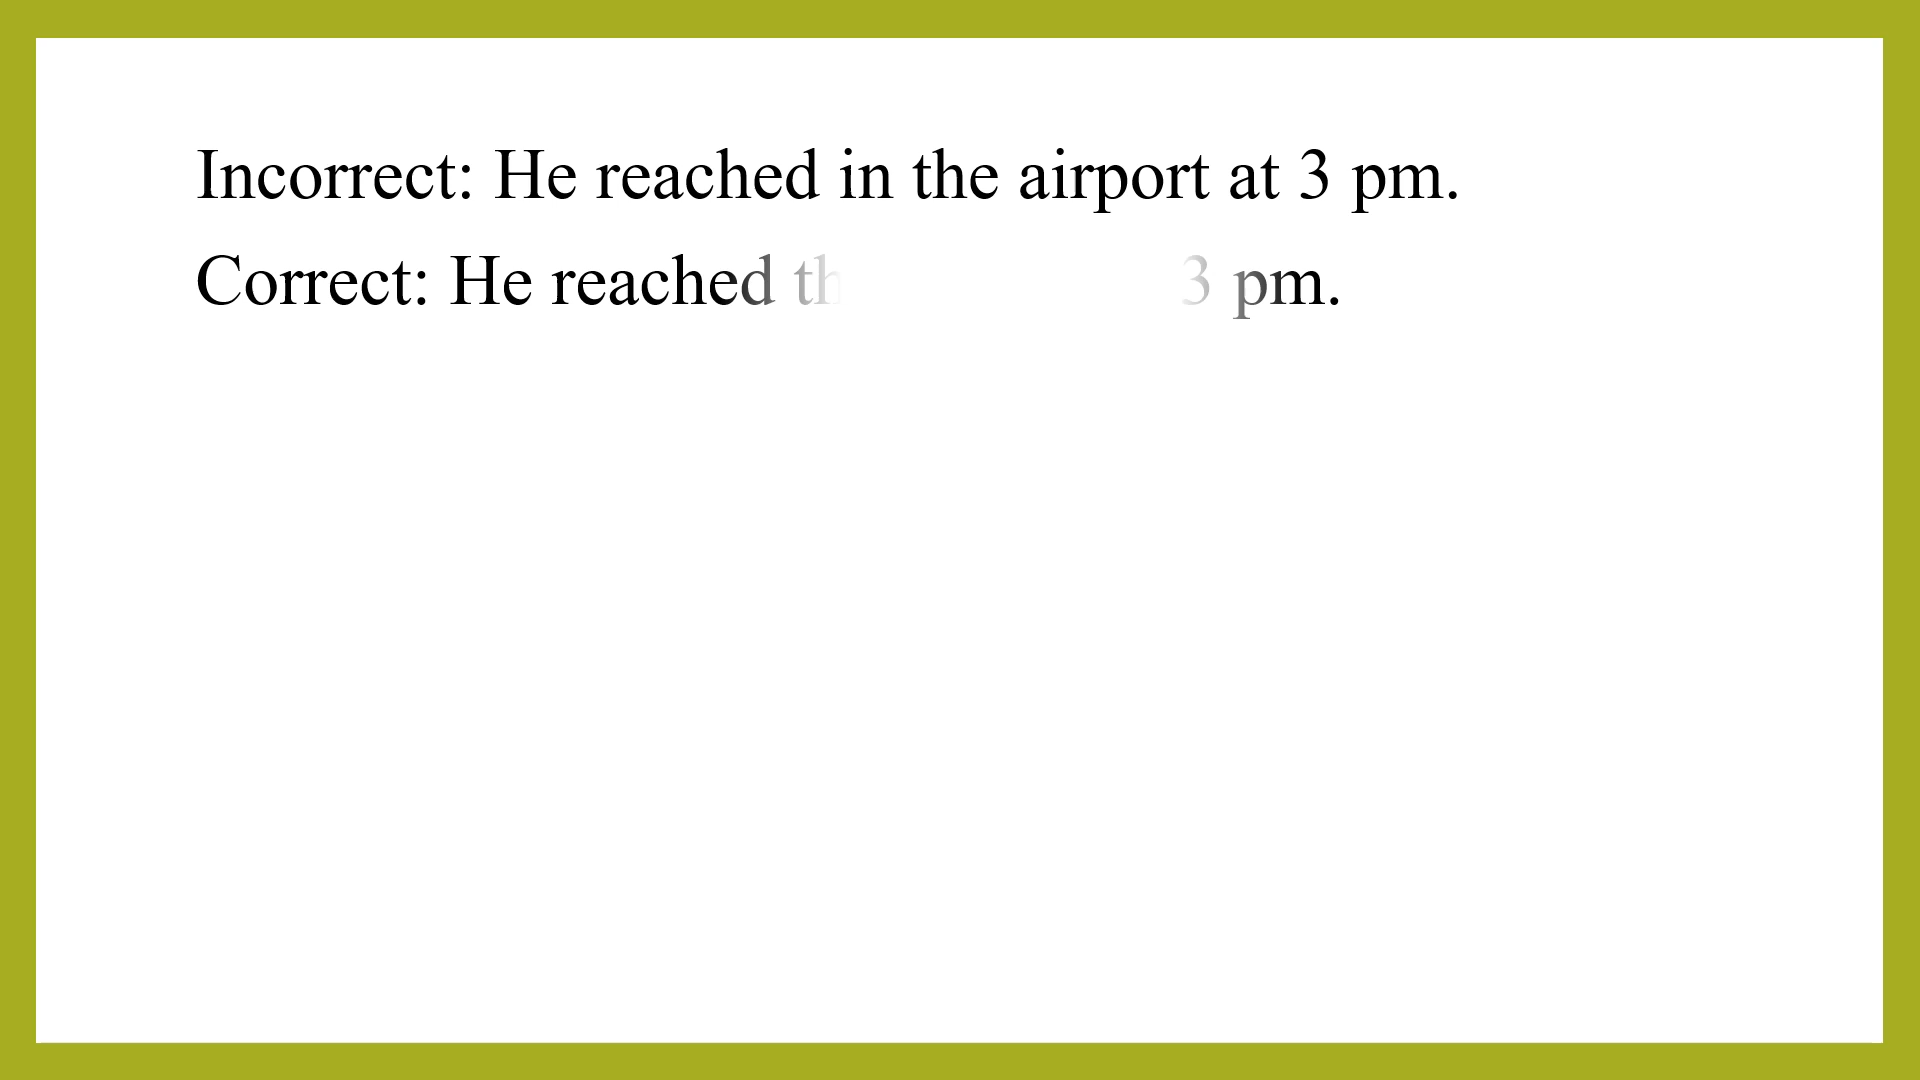 Incorrect: He reached in the airport at 3 pm.
Correct: He reached 3 pm.